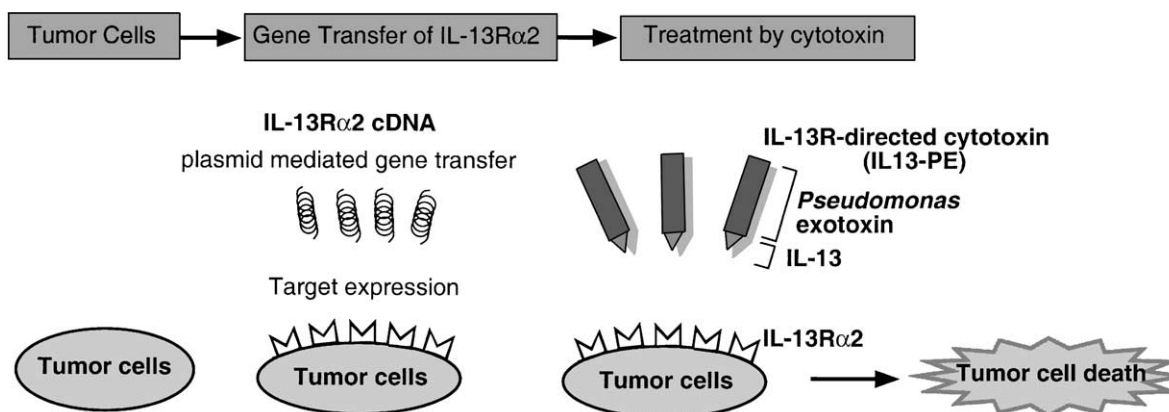 Tumor Cells
Gene Transfer of IL-13Rα2
Treatment by cytotoxin
IL-13Rα2 cDNA
plasmid mediated gene transfer
IL-13R-directed cytotoxin
(IL13-PE)
Pseudomonas
exotoxin
IL-13
Target expression
Tumor cells
Tumor cells
Tumor cells
IL-13Rα2
Tumor cell death